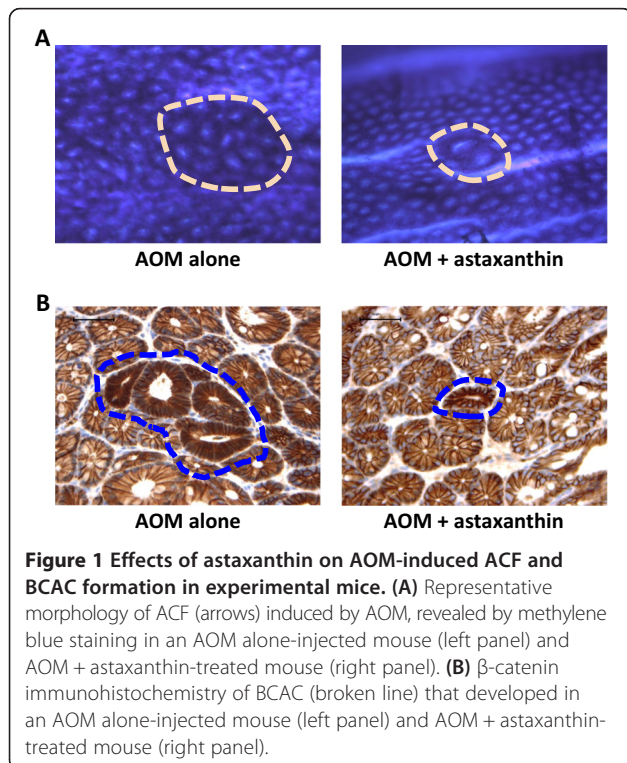 A
AOM alone
AOM + astaxanthin
B
AOM alone
AOM + astaxanthin
Figure 1 Effects of astaxanthin on AOM-induced ACF and
BCAC formation in experimental mice. (A) Representative
morphology of ACF (arrows) induced by AOM, revealed by methylene
blue staining in an AOM alone-injected mouse (left panel) and
AOM + astaxanthin-treated mouse (right panel). (B) β-catenin
immunohistochemistry of BCAC (broken line) that developed in
an AOM alone-injected mouse (left panel) and AOM + astaxanthin-
treated mouse (right panel).